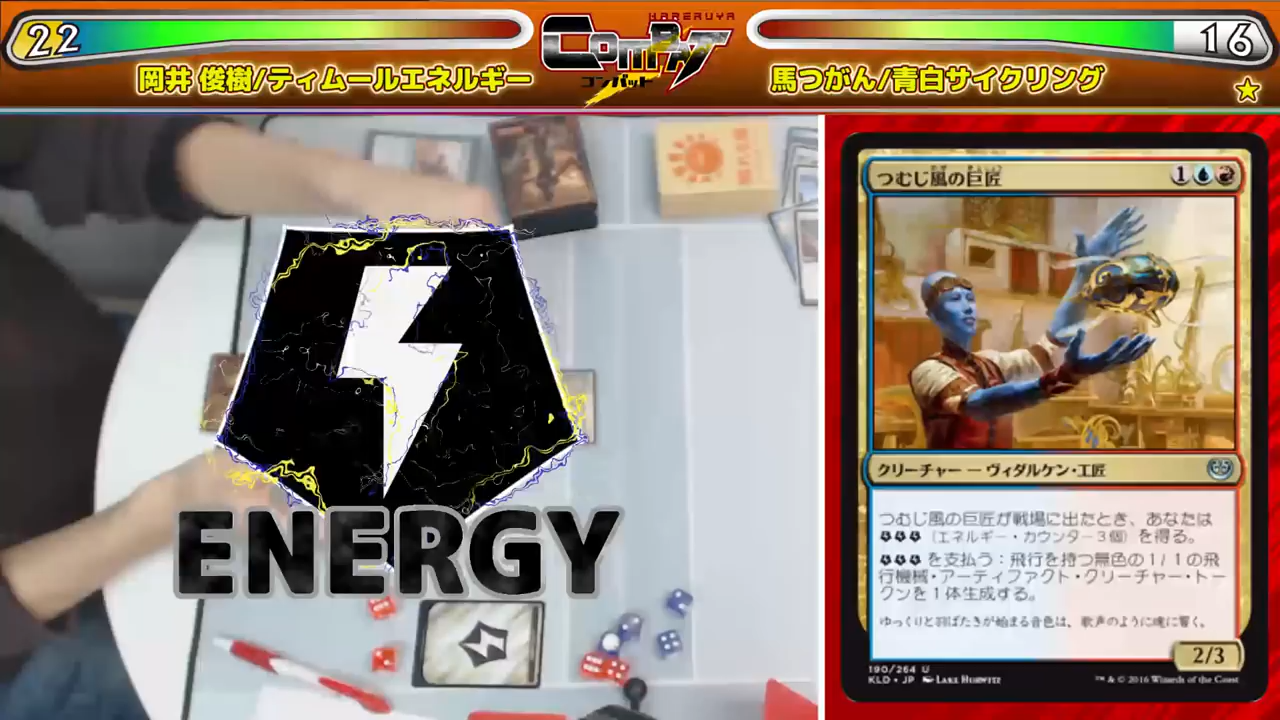 22
HARERUYA
COMBAT
コンバット
16
岡井 俊樹/ティムールエネルギー
馬つがん/青白サイクリング
ENERGY
つむじ風の巨匠
1
クリーチャー ― ヴィダルケン・工匠
つむじ風の巨匠が戦場に出たとき、あなたは
(エネルギー・カウンター3個)を得る。
を支払う:飛行を持つ無色の1/1の飛
行機械・アーティファクト・クリーチャー・トー
クンを1体生成する。
ゆっくりと羽ばたきが始まる音色は、歌声のように魂に響く。
2/3
190/264 U
KLD • JP Lake Hurwitz
™ & © 2016 Wizards of the Coast